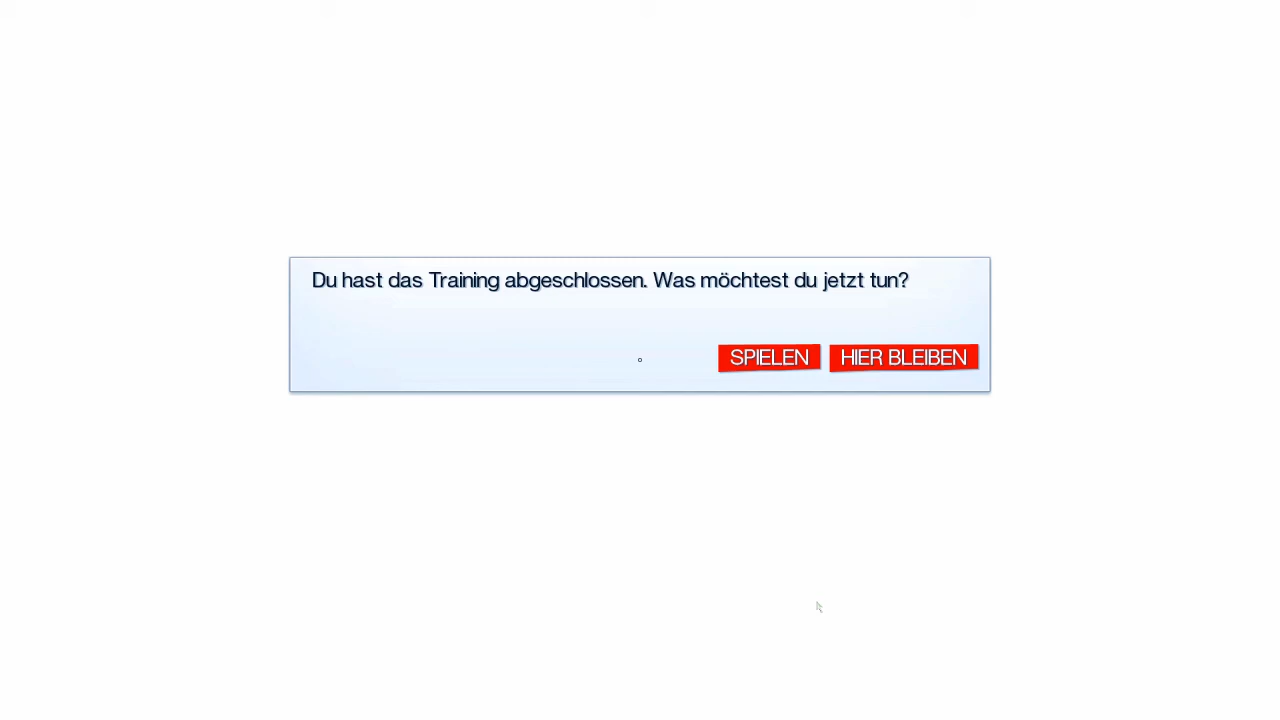 Du hast das Training abgeschlossen. Was möchtest du jetzt tun?
SPIELEN HIER BLEIBEN